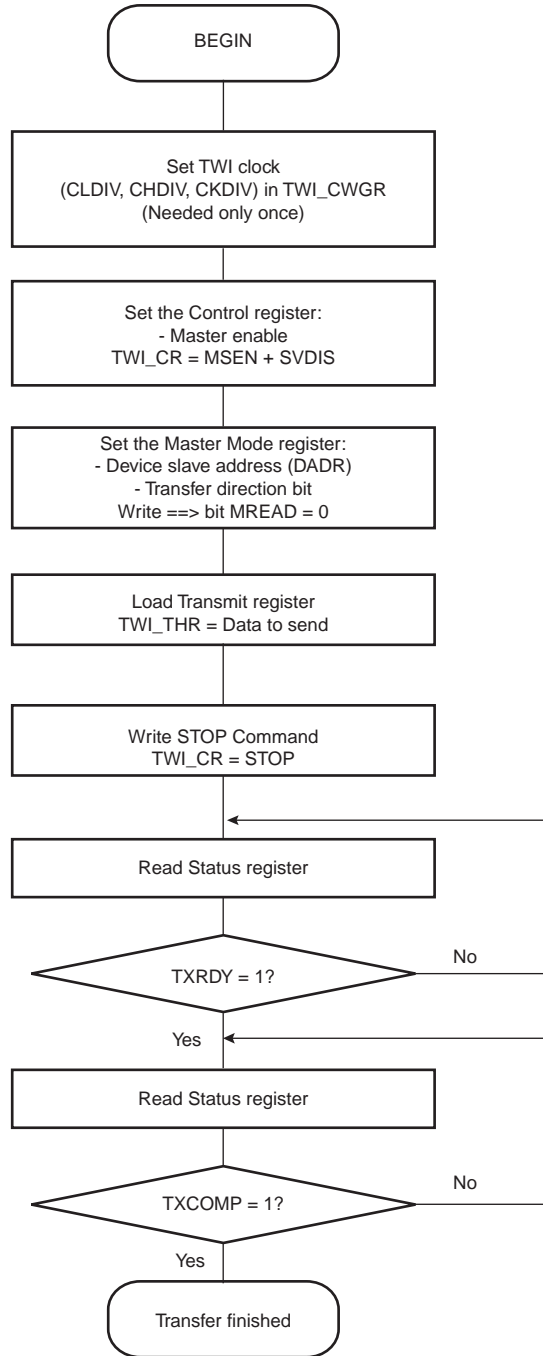 BEGIN
Set TWI clock
(CLDIV, CHDIV, CKDIV) in TWI_CWGR
(Needed only once)
Set the Control register:
- Master enable
TWI_CR = MSEN + SVDIS
Set the Master Mode register:
- Device slave address (DADR)
- Transfer direction bit
Write ==> bit MREAD = 0
Load Transmit register
TWI_THR = Data to send
Write STOP Command
TWI_CR = STOP
Read Status register
TXRDY = 1?
No
Yes
Read Status register
TXCOMP = 1?
No
Yes
Transfer finished